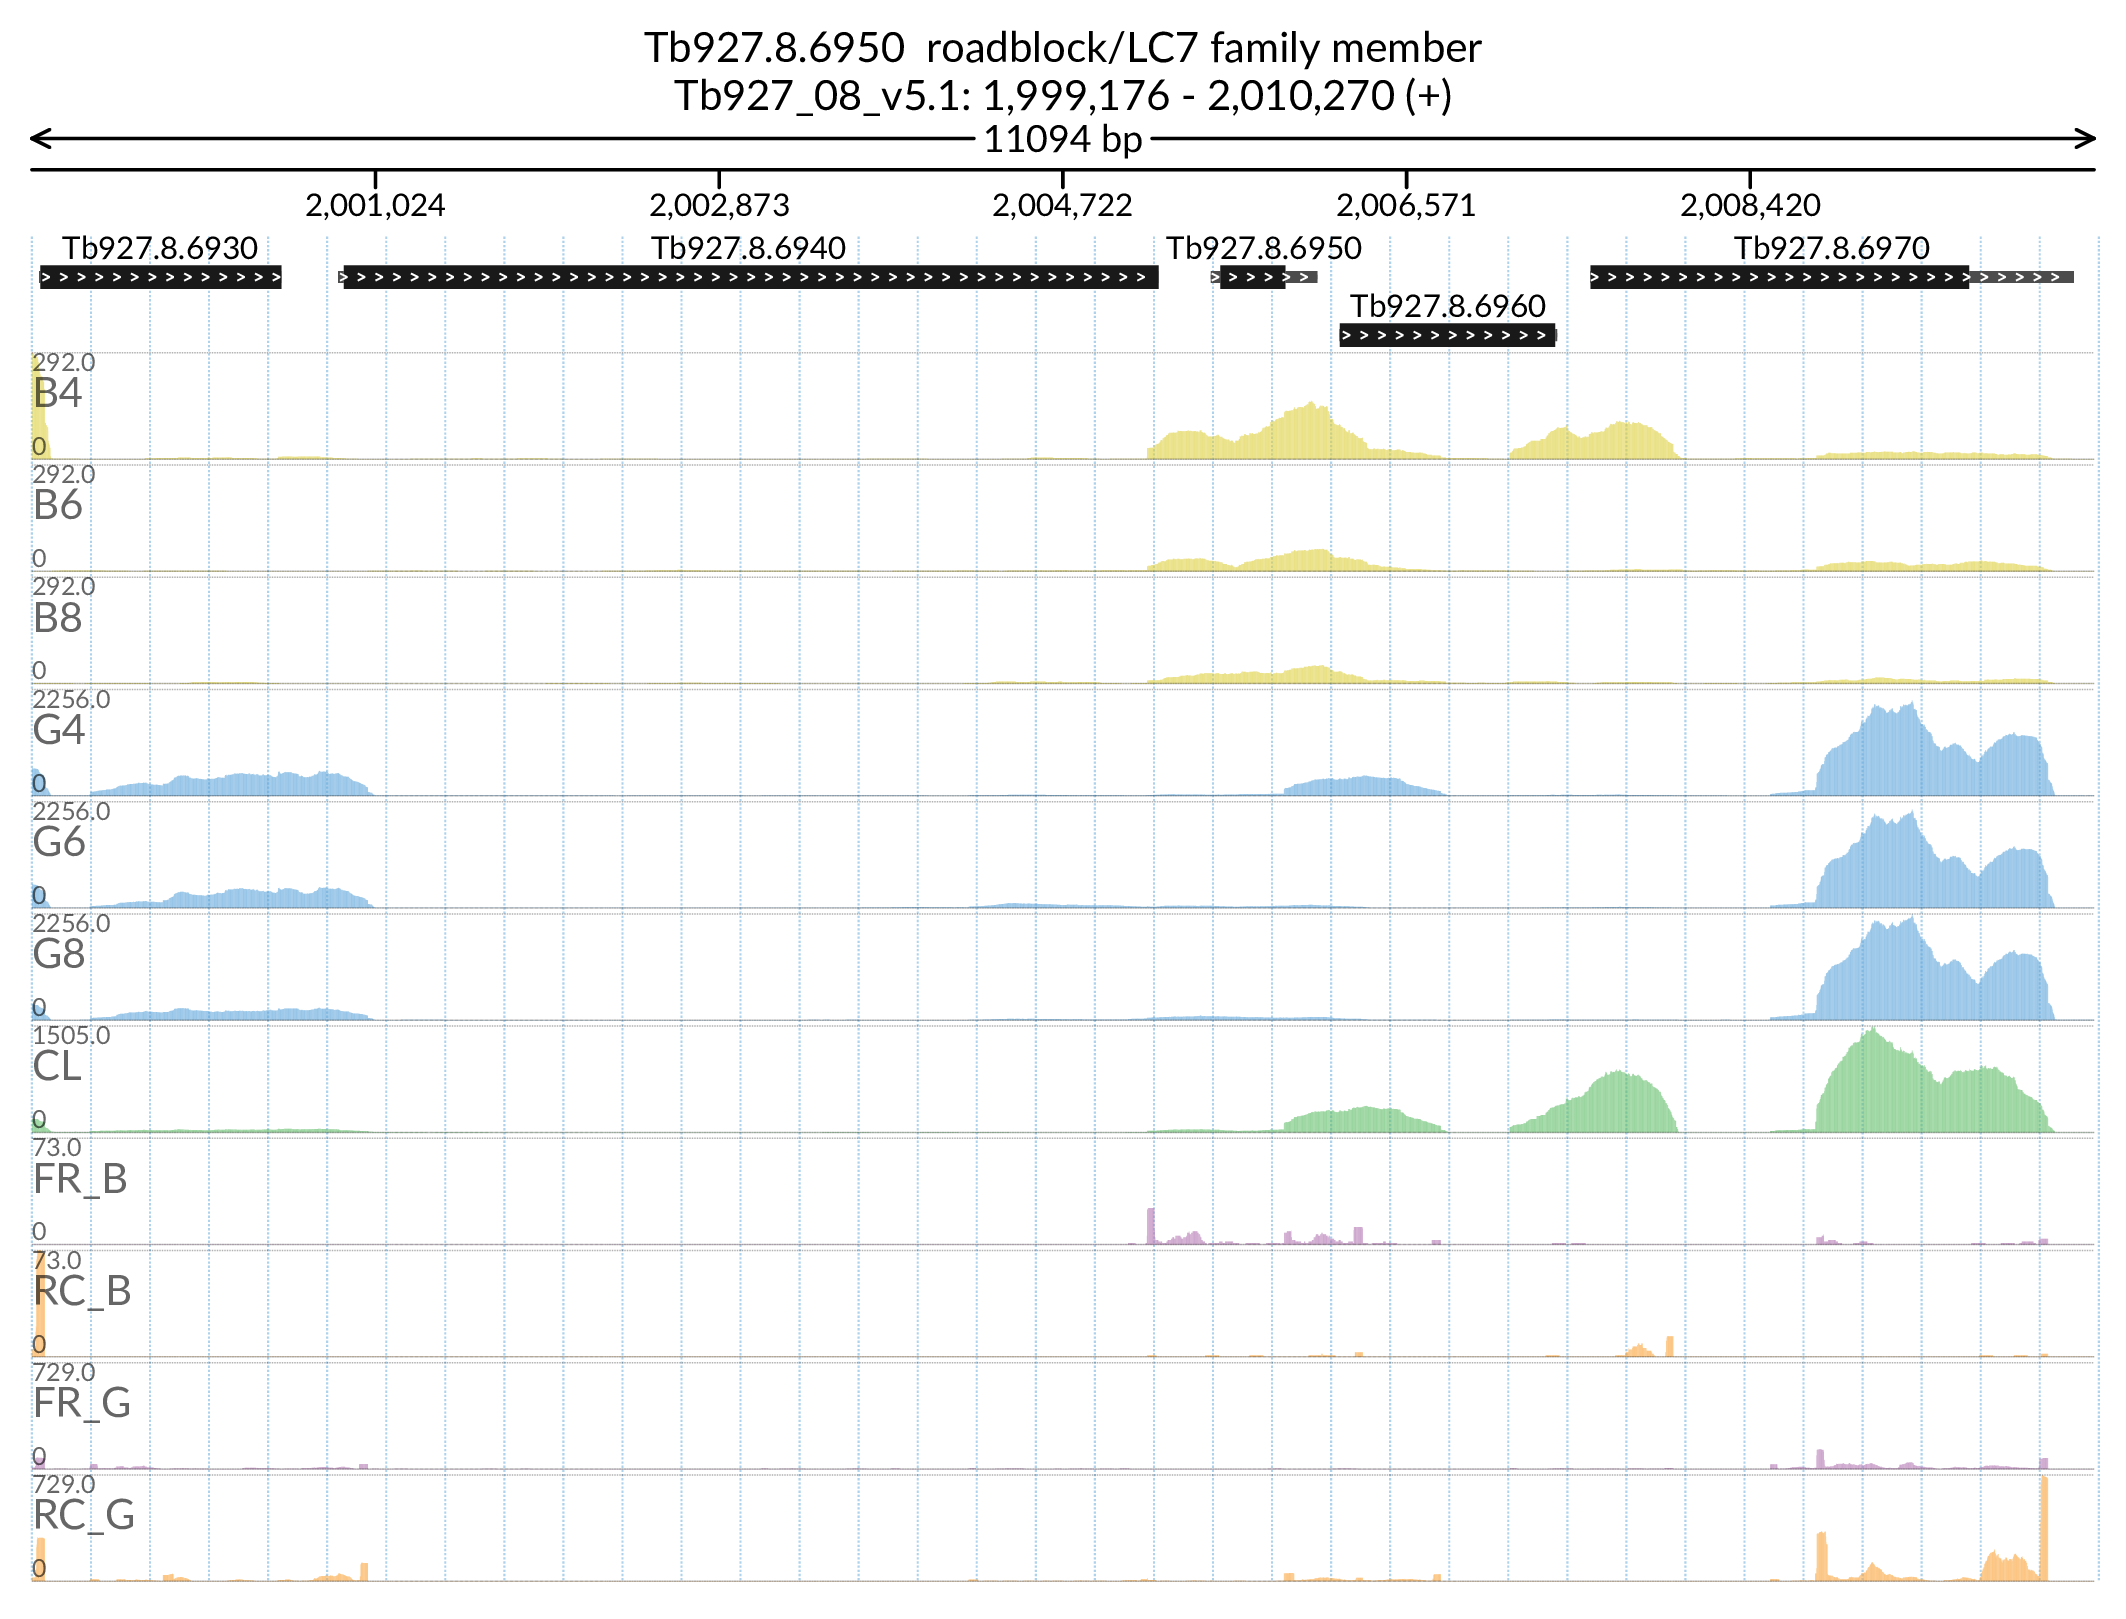 Tb927.8.6950  roadblock/LC7 family member
Tb927_08_v5.1: 1,999,176 - 2,010,270 (+)
11094 bp
2,001,024 2,002,873 2,004,722 2,006,571 2,008,420
Tb927.8.6930 Tb927.8.6940 Tb927.8.6950 Tb927.8.6970
Tb927.8.6960
292.0
B4
0
292.0
B6
0
292.0
B8
0
2256.0
G4
0
2256.0
G6
0
2256.0
G8
0
1505.0
CL
0
73.0
FR_B
0
73.0
RC_B
0
729.0
FR_G
0
729.0
RC_G
0